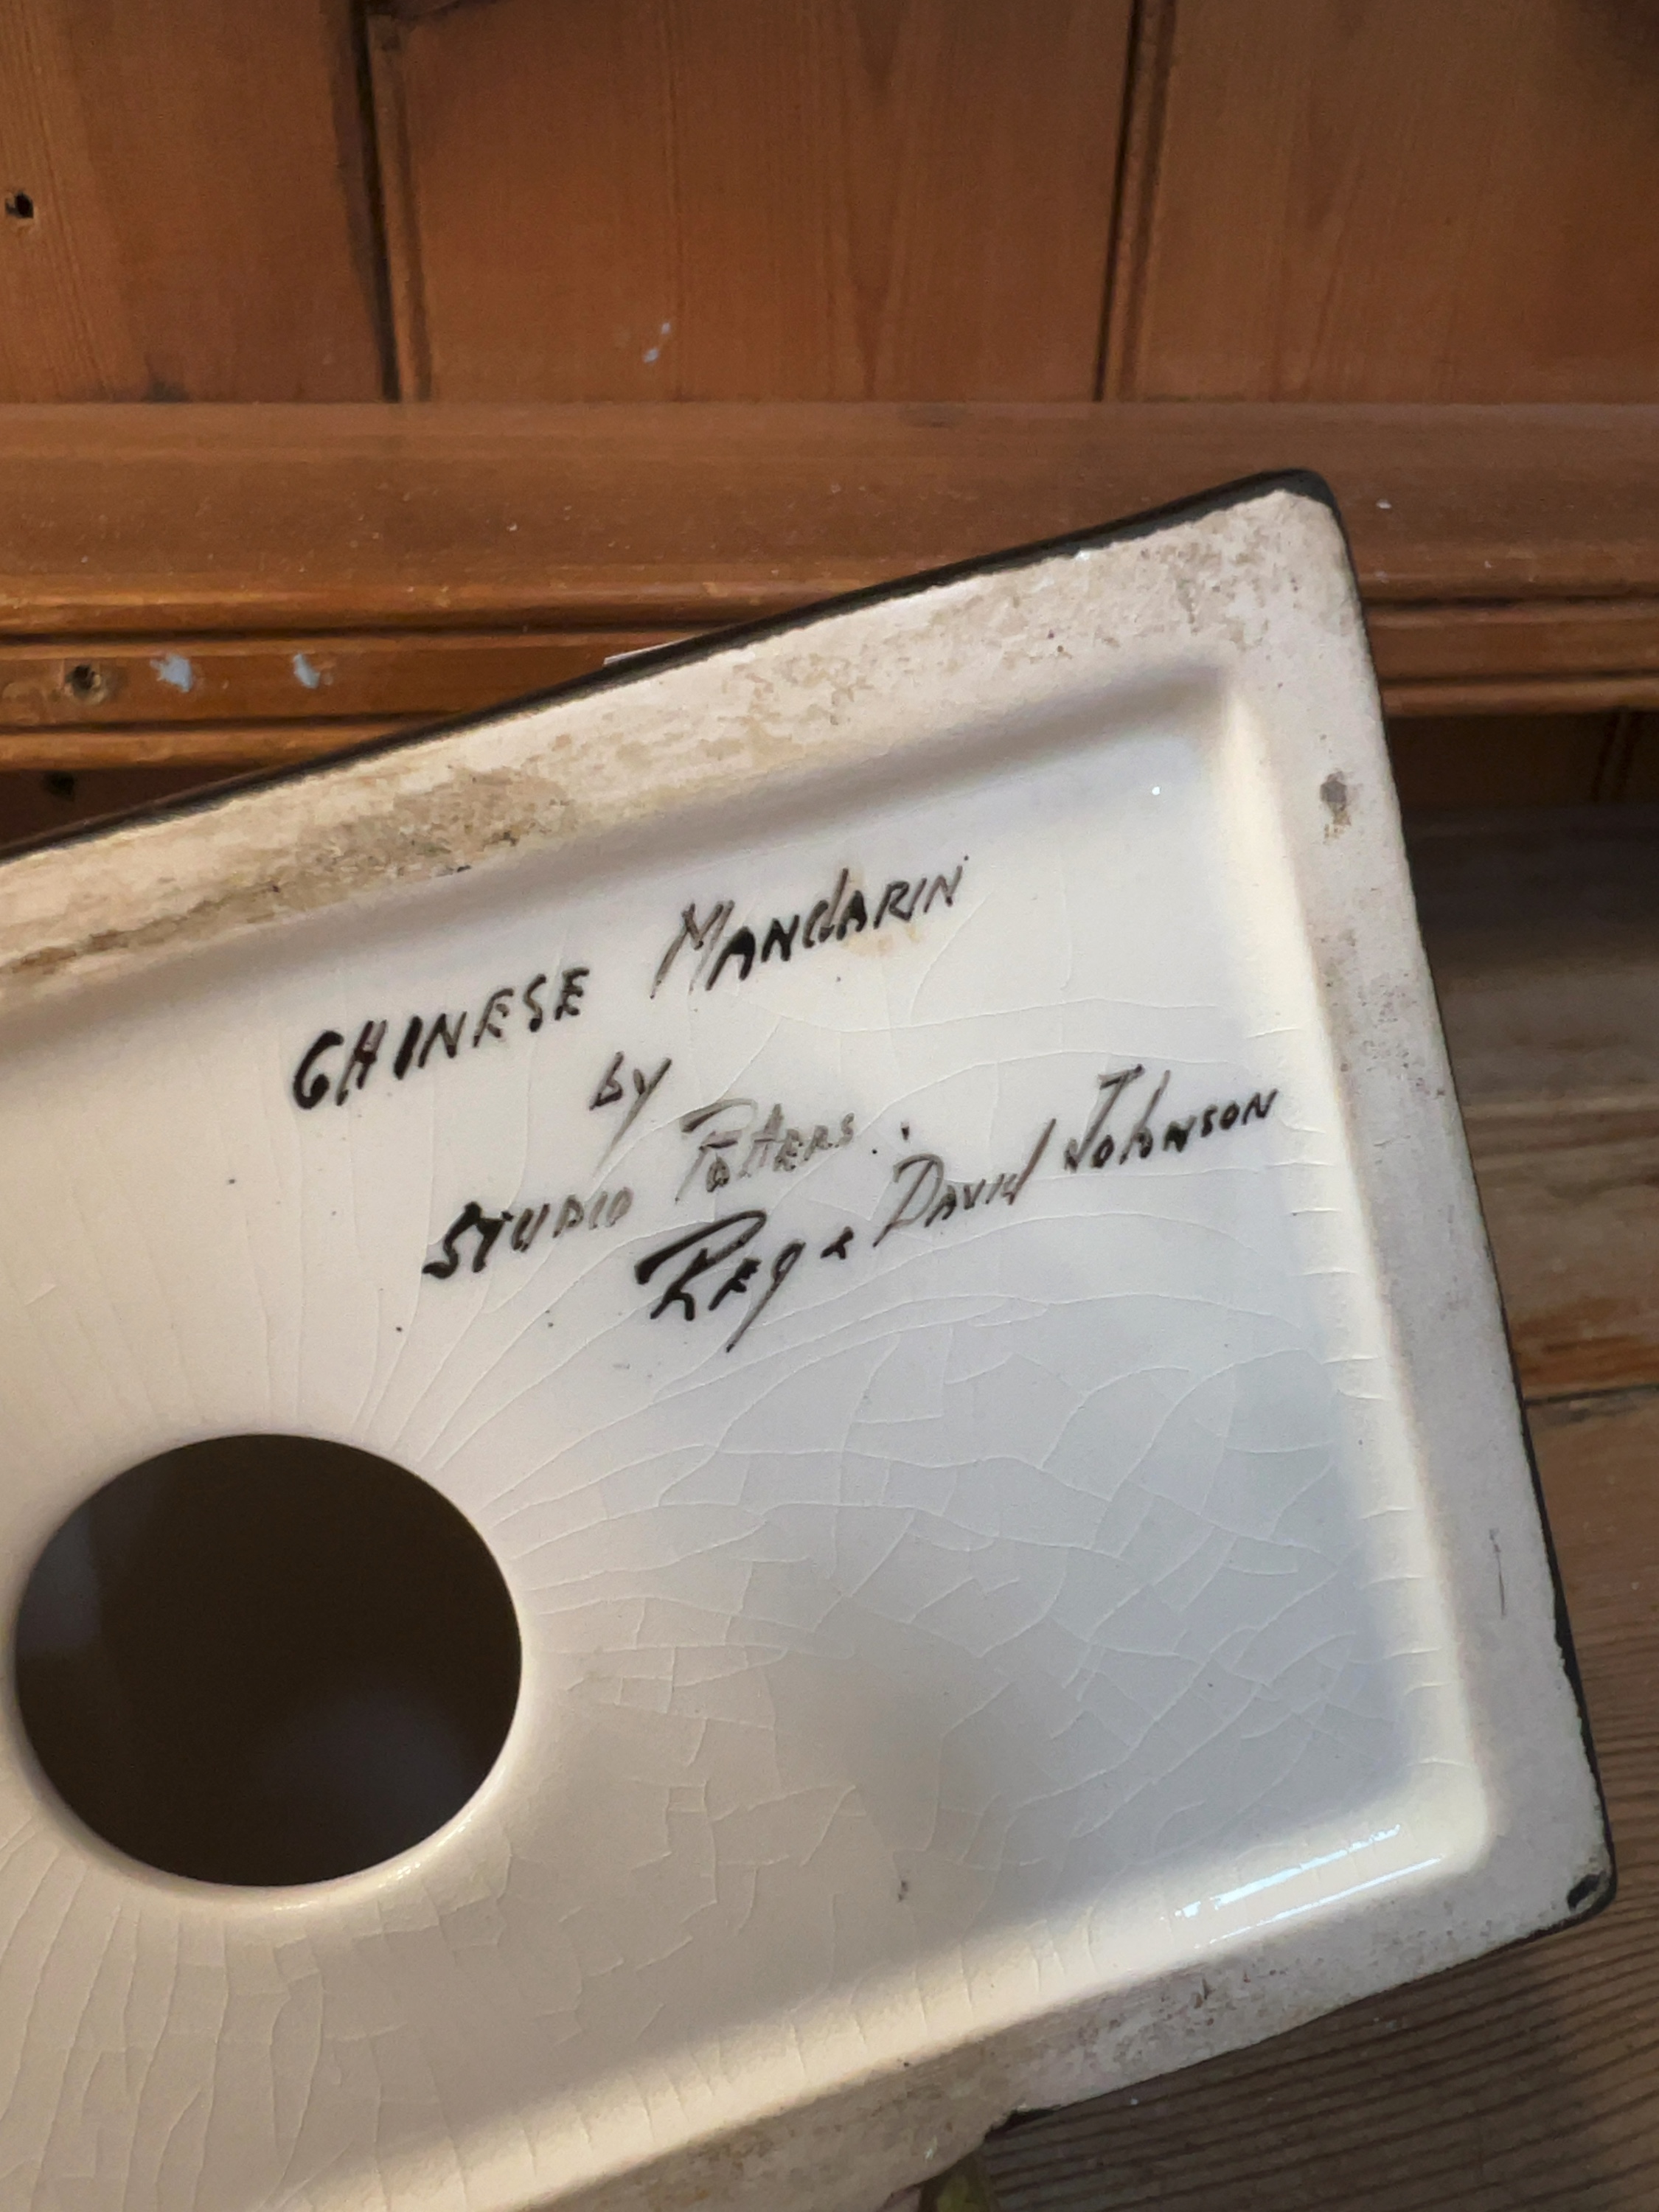 CHINESE MANdARIN
by
STUDIO POttERS.
REg & DAVId JOhNSON